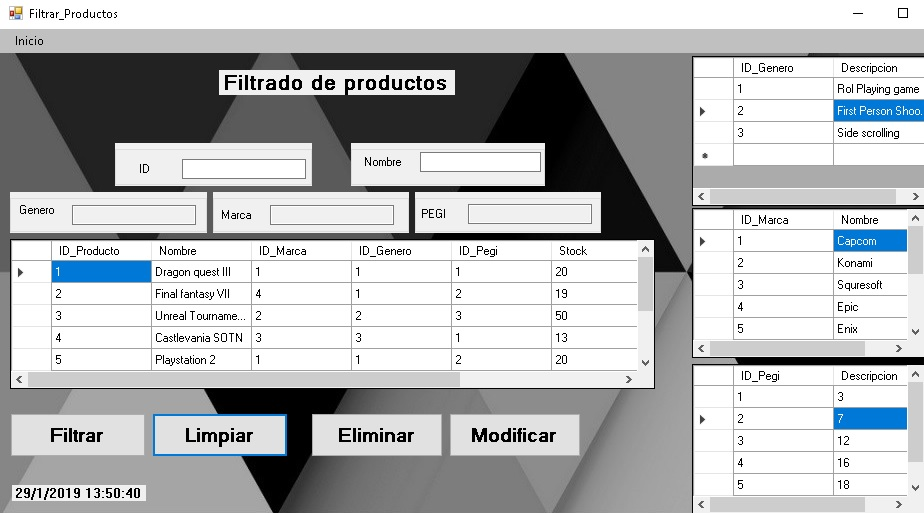 Filtrar_Productos
Inicio
Filtrado de productos
ID
Nombre
Genero
Marca
PEGI
ID_Producto Nombre ID_Marca ID_Genero ID_Pegi Stock
1 Dragon quest III 1 1 1 20
2 Final fantasy VII 4 1 2 19
3 Unreal Tourname... 2 2 3 50
4 Castlevania SOTN 3 3 1 13
5 Playstation 2 1 1 2 20
Filtrar
Limpiar
Eliminar
Modificar
29/1/2019 13:50:40
ID_Genero Descripcion
1 Rol Playing game
2 First Person Shoo.
3 Side scrolling
ID_Marca Nombre
1 Capcom
2 Konami
3 Squresoft
4 Epic
5 Enix
ID_Pegi Descripcion
1 3
2 7
3 12
4 16
5 18